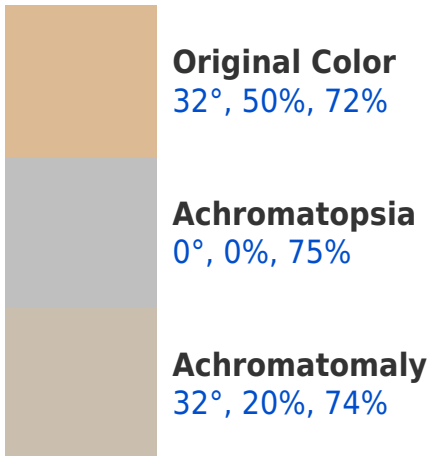 Original Color
32°, 50%, 72%
Achromatopsia
0°, 0%, 75%
Achromatomaly
32°, 20%, 74%